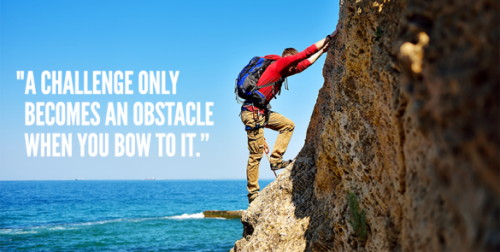 "A CHALLENGE ONLY
BECOMES AN OBSTACLE
WHEN YOU BOW TO IT.”